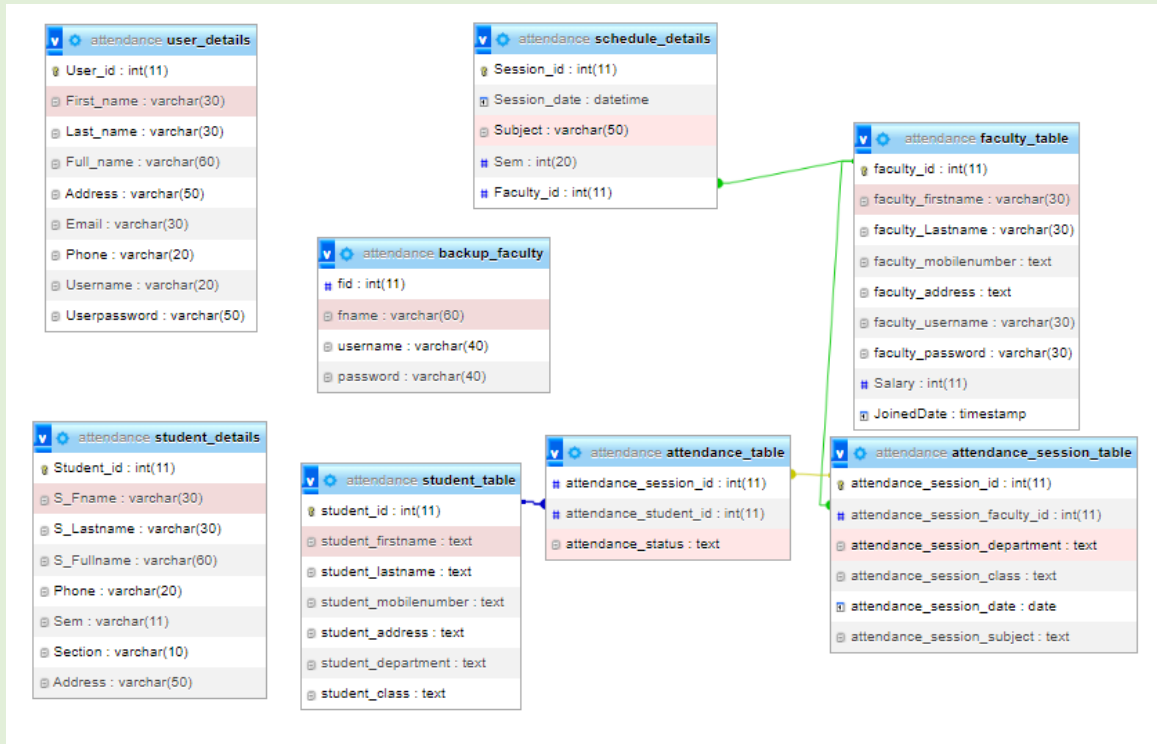 attendance user_details
User_id : int(11)
First_name : varchar(30)
Last_name : varchar(30)
Full_name : varchar(60)
Address : varchar(50)
Email : varchar(30)
Phone : varchar(20)
Username : varchar(20)
Userpassword : varchar(50)
attendance schedule_details
Session_id : int(11)
Session_date : datetime
Subject : varchar(50)
# Sem : int(20)
# Faculty_id : int(11)
attendance faculty_table
faculty_id : int(11)
faculty_firstname : varchar(30)
faculty_Lastname : varchar(30)
faculty_mobilenumber : text
faculty_address : text
faculty_username : varchar(30)
faculty_password : varchar(30)
# Salary : int(11)
JoinedDate : timestamp
attendance backup_faculty
# fid : int(11)
fname : varchar(60)
username : varchar(40)
password : varchar(40)
attendance student_details
Student_id : int(11)
S_Fname : varchar(30)
S_Lastname : varchar(30)
S_Fullname : varchar(60)
Phone : varchar(20)
Sem : varchar(11)
Section : varchar(10)
Address : varchar(50)
attendance student_table
student_id : int(11)
student_firstname : text
student_lastname : text
student_mobilenumber : text
student_address : text
student_department : text
student_class : text
attendance attendance_table
# attendance_session_id : int(11)
# attendance_student_id : int(11)
attendance_status : text
attendance attendance_session_table
attendance_session_id : int(11)
# attendance_session_faculty_id : int(11)
attendance_session_department : text
attendance_session_class : text
attendance_session_date : date
attendance_session_subject : text